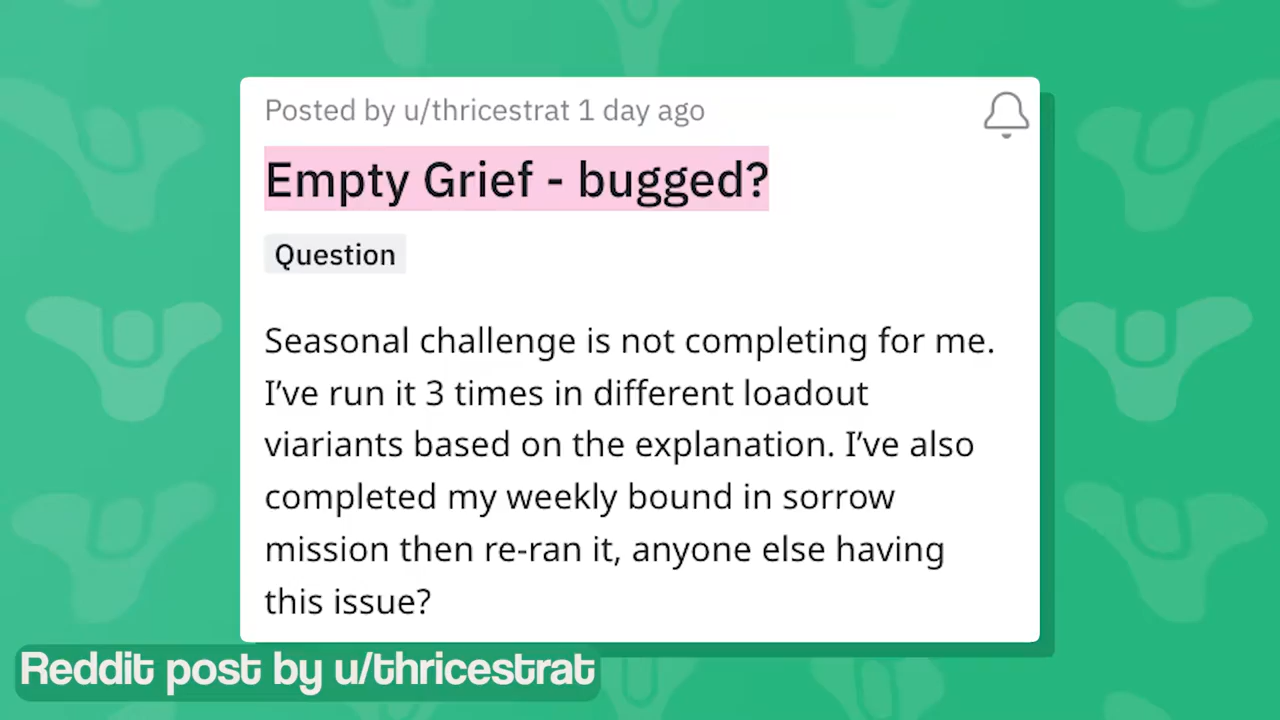 Posted by u/thricestrat 1 day ago
Empty Grief - bugged?
Question
Seasonal challenge is not completing for me.
I’ve run it 3 times in different loadout
viariants based on the explanation. I’ve also
completed my weekly bound in sorrow
mission then re-ran it, anyone else having
this issue?
Reddit post by u/thricestrat